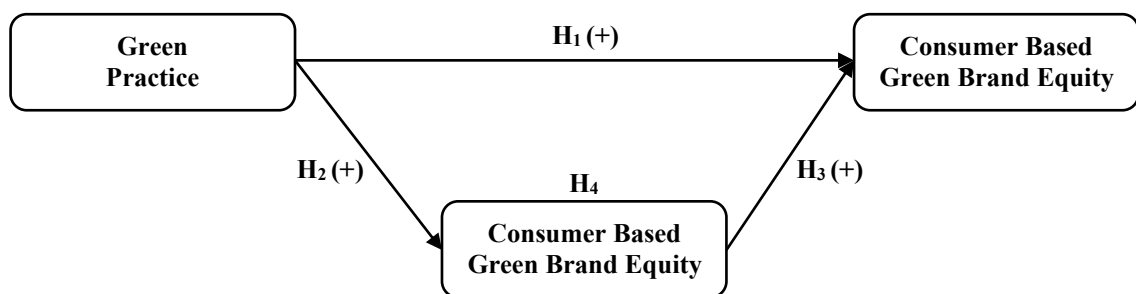 Green
Practice
H₁ (+)
Consumer Based
Green Brand Equity
H₂ (+)
H₄
H₃ (+)
Consumer Based
Green Brand Equity